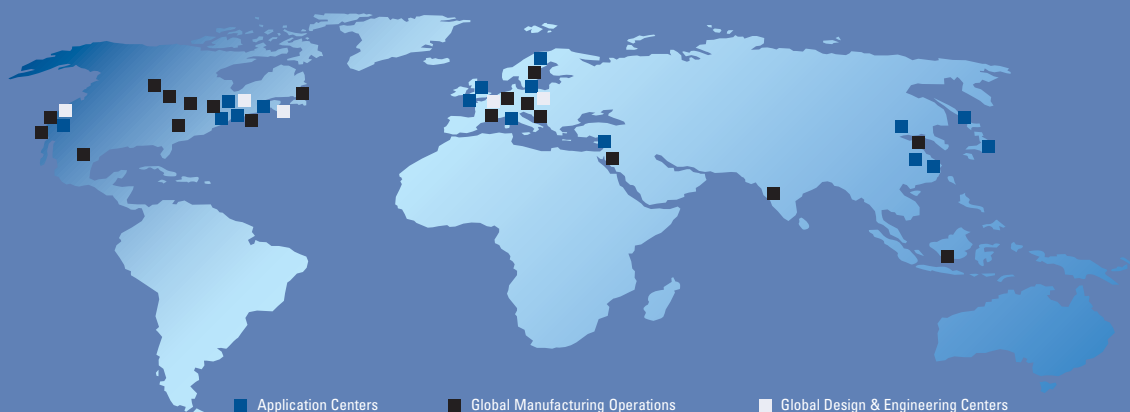 Application Centers
Global Manufacturing Operations
Global Design & Engineering Centers